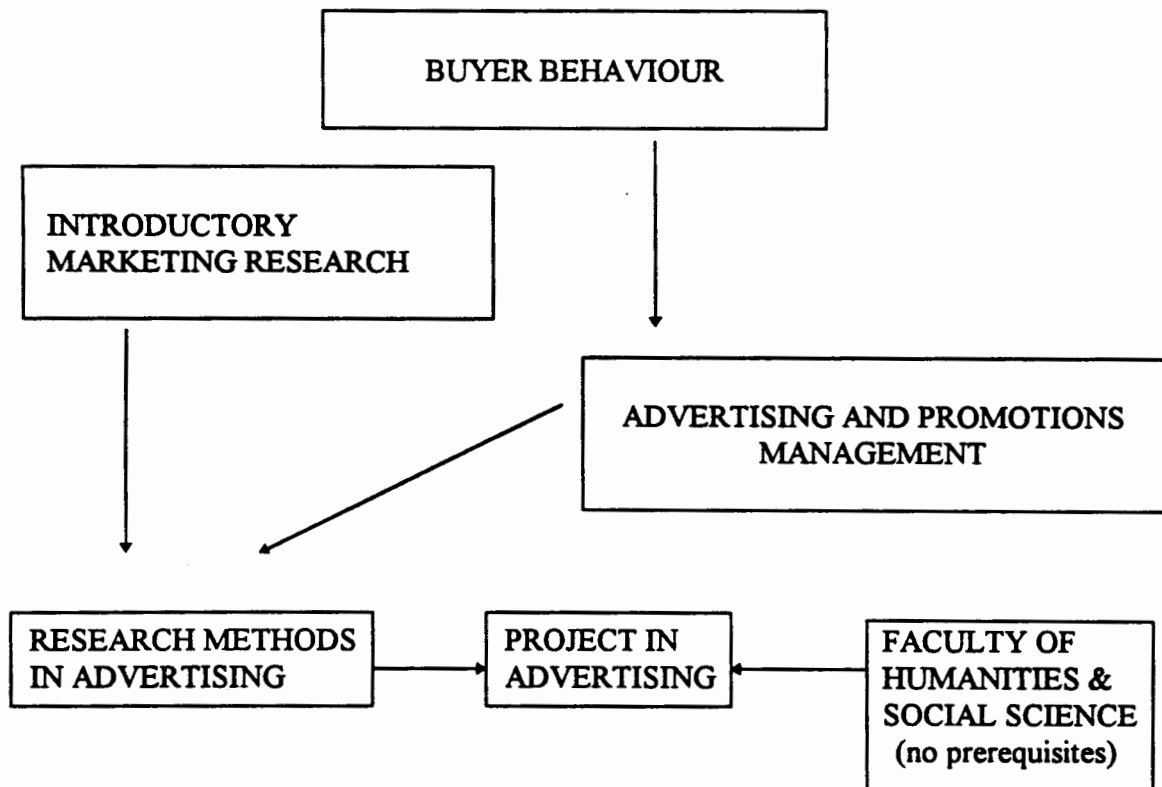 BUYER BEHAVIOUR
INTRODUCTORY
MARKETING RESEARCH
ADVERTISING AND PROMOTIONS
MANAGEMENT
RESEARCH METHODS
IN ADVERTISING
PROJECT IN
ADVERTISING
FACULTY OF
HUMANITIES &
SOCIAL SCIENCE
(no prerequisites)